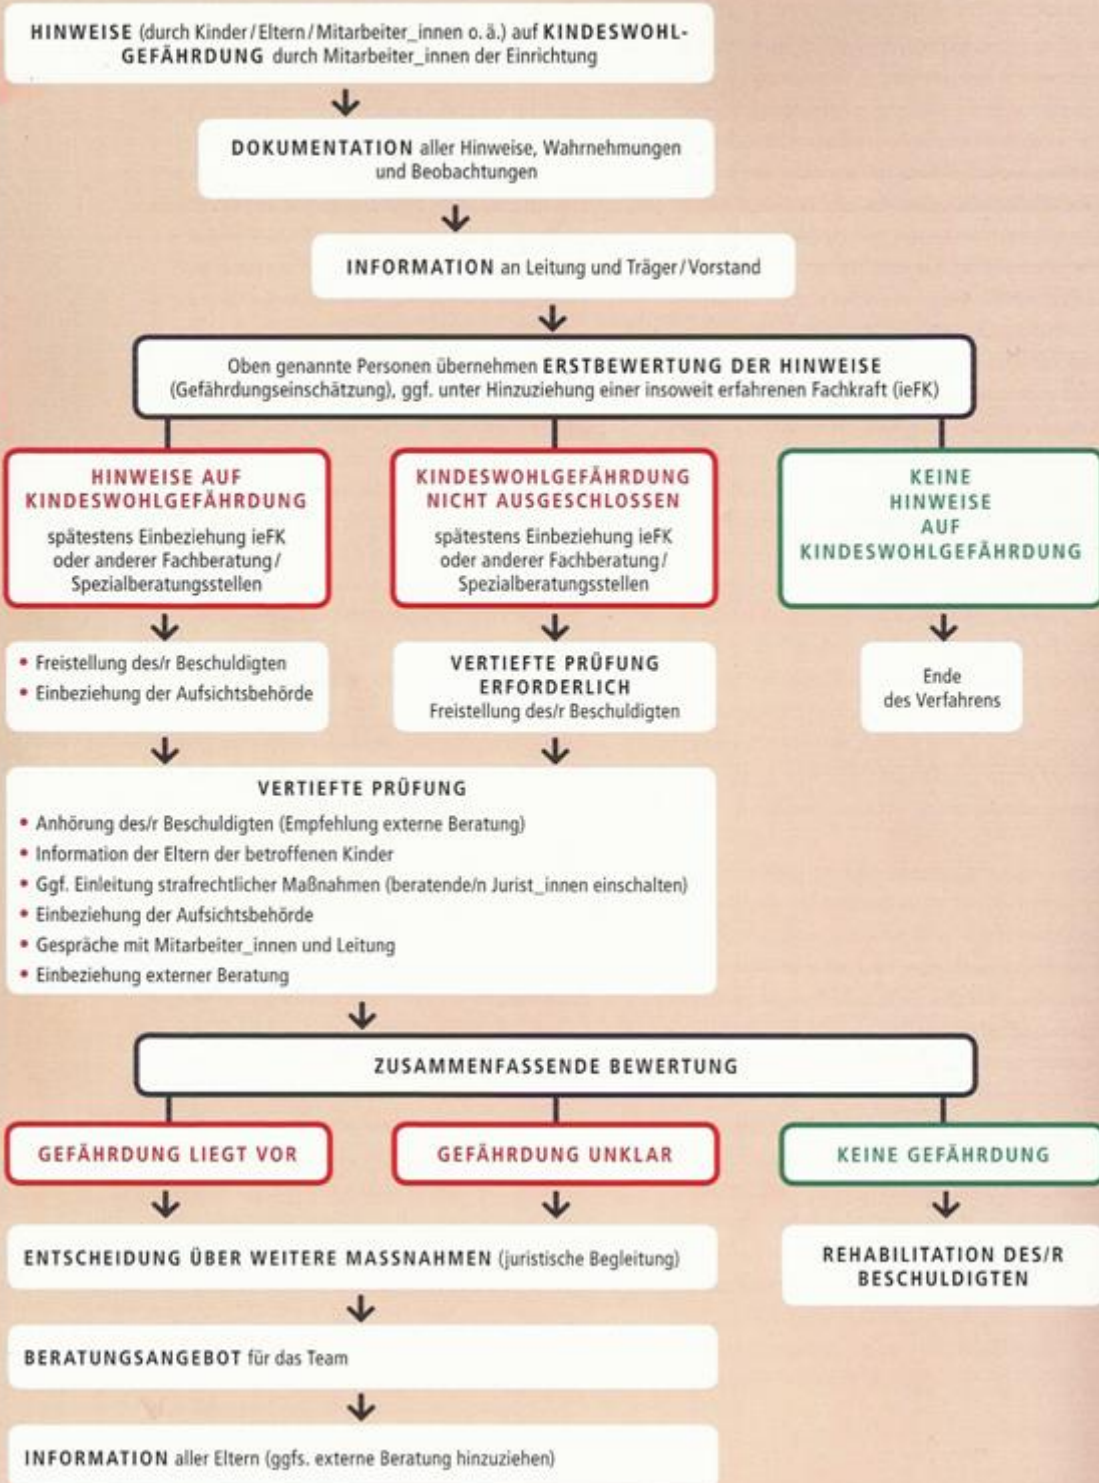 HINWEISE (durch Kinder/Eltern/Mitarbeiter_innen o. ä.) auf KINDESWOHL-
GEFÄHRDUNG durch Mitarbeiter_innen der Einrichtung
DOKUMENTATION aller Hinweise, Wahrnehmungen
und Beobachtungen
INFORMATION an Leitung und Träger/Vorstand
Oben genannte Personen übernehmen ERSTBEWERTUNG DER HINWEISE
(Gefährdungseinschätzung), ggf. unter Hinzuziehung einer insoweit erfahrenen Fachkraft (ieFK)
HINWEISE AUF
KINDESWOHLGEFÄHRDUNG
spätestens Einbeziehung ieFK
oder anderer Fachberatung/
Spezialberatungsstellen
KINDESWOHLGEFÄHRDUNG
NICHT AUSGESCHLOSSEN
spätestens Einbeziehung ieFK
oder anderer Fachberatung/
Spezialberatungsstellen
KEINE
HINWEISE
AUF
KINDESWOHLGEFÄHRDUNG
• Freistellung des/r Beschuldigten
• Einbeziehung der Aufsichtsbehörde
VERTIEFTE PRÜFUNG
ERFORDERLICH
Freistellung des/r Beschuldigten
Ende
des Verfahrens
VERTIEFTE PRÜFUNG
• Anhörung des/r Beschuldigten (Empfehlung externe Beratung)
• Information der Eltern der betroffenen Kinder
• Ggf. Einleitung strafrechtlicher Maßnahmen (beratende/n Jurist_innen einschalten)
• Einbeziehung der Aufsichtsbehörde
• Gespräche mit Mitarbeiter_innen und Leitung
• Einbeziehung externer Beratung
ZUSAMMENFASSENDE BEWERTUNG
GEFÄHRDUNG LIEGT VOR
GEFÄHRDUNG UNKLAR
KEINE GEFÄHRDUNG
ENTSCHEIDUNG ÜBER WEITERE MASSNAHMEN (juristische Begleitung)
REHABILITATION DES/R
BESCHULDIGTEN
BERATUNGSANGEBOT für das Team
INFORMATION aller Eltern (ggfs. externe Beratung hinzuziehen)